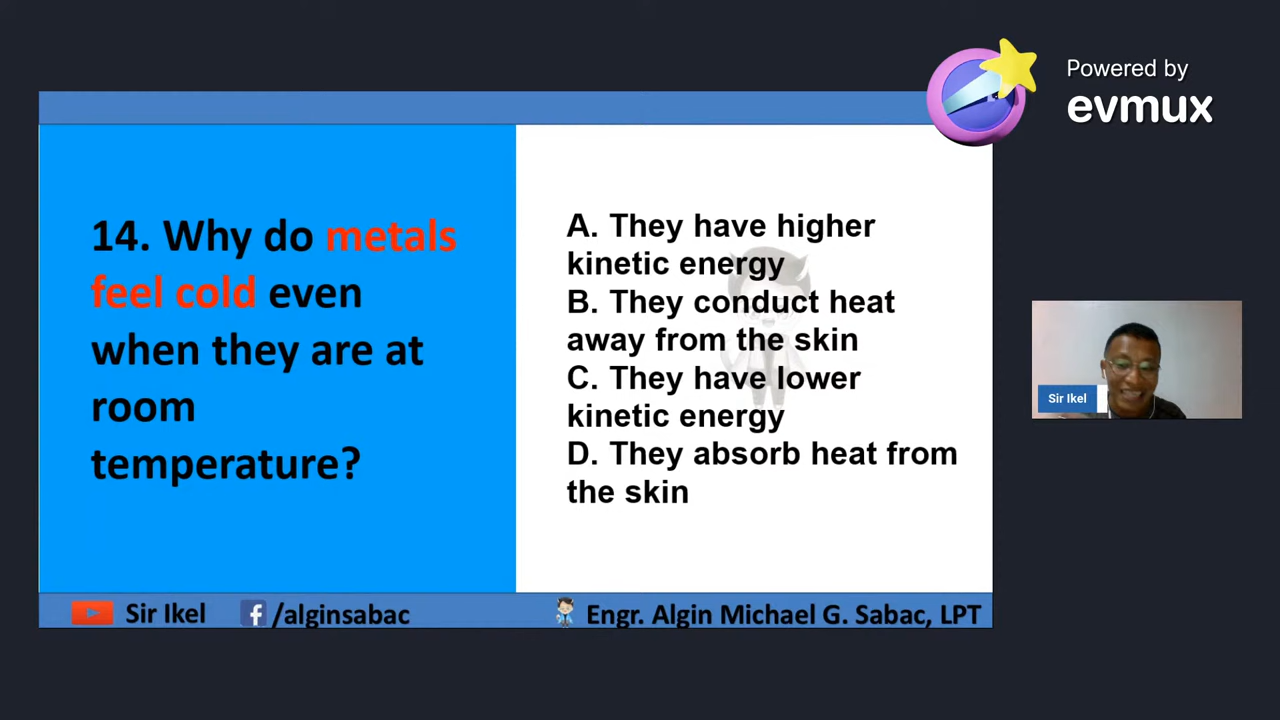 Powered by
evmux
14. Why do metals
feel cold even
when they are at
room
temperature?
A. They have higher
kinetic energy
B. They conduct heat
away from the skin
C. They have lower
kinetic energy
D. They absorb heat from
the skin
Sir Ikel
Sir Ikel
/alginsabac
Engr. Algin Michael G. Sabac, LPT